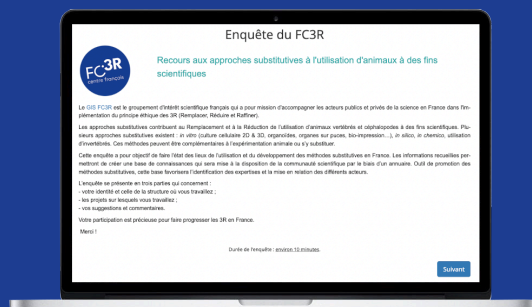 Enquête du FC3R
FC3R
centre français
Recours aux approches substitutives à l'utilisation d'animaux à des fins
scientifiques
Le GIS FC3R est le groupement d'intérêt scientifique français qui a pour mission d'accompagner les acteurs publics et privés de la science en France dans l'im-
plémentation du principe éthique des 3R (Remplacer, Réduire et Raffiner).
Les approches substitutives contribuent au Remplacement et à la Réduction de l'utilisation d'animaux vertébrés et céphalopodes à des fins scientifiques. Plu-
sieurs approches substitutives existent : in vitro (culture cellulaire 2D & 3D, organoïdes, organes sur puces, bio-impression…), in silico, in chemico, utilisation
d'invertébrés. Ces méthodes peuvent être complémentaires à l'expérimentation animale ou s'y substituer.
Cette enquête a pour objectif de faire l'état des lieux de l'utilisation et du développement des méthodes substitutives en France. Les informations recueillies per-
mettront de créer une base de connaissances qui sera mise à la disposition de la communauté scientifique par le biais d'un annuaire. Outil de promotion des
méthodes substitutives, cette base favorisera l'identification des expertises et la mise en relation des différents acteurs.
L'enquête se présente en trois parties qui concernent :
- votre identité et celle de la structure où vous travaillez ;
- les projets sur lesquels vous travaillez ;
- vos suggestions et commentaires.
Votre participation est précieuse pour faire progresser les 3R en France.
Merci !
Durée de l'enquête : environ 10 minutes.
Suivant